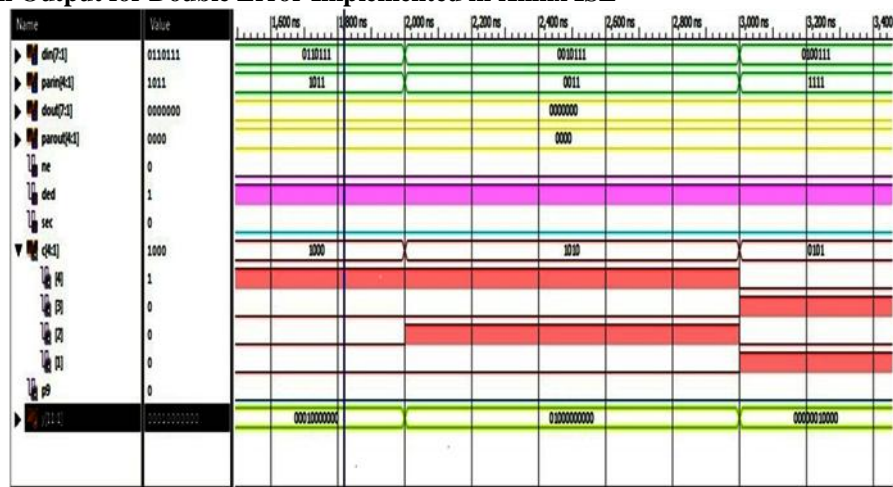 Output for Double Error Implemented in Xilinx ISE
Name Value 1,600 ns 1,800 ns 2,000 ns 2,200 ns 2,400 ns 2,600 ns 2,800 ns 3,000 ns 3,200 ns 3,400
din[7:1] 0110111 0110111 0010111 0100111
parin[4:1] 1011 1011 0011 1111
dout[7:1] 0000000 0000000
parout[4:1] 0000 0000
ne 0
ded 1
sec 0
c[4:1] 1000 1000 1010 0101
[4] 1
[3] 0
[2] 0
[1] 0
p9 0
00010000000 00010000000 01000000000 00000010000